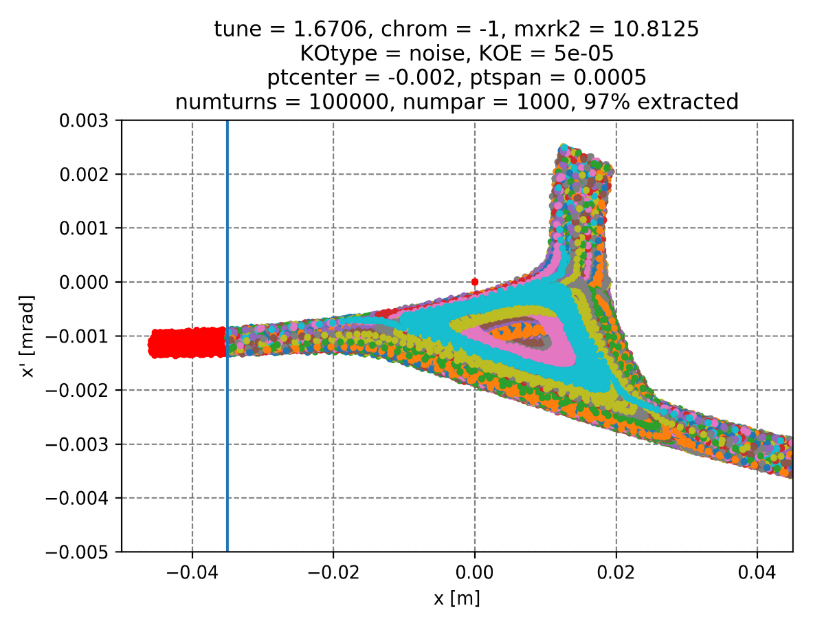 tune = 1.6706, chrom = -1, mxrk2 = 10.8125
KOtype = noise, KOE = 5e-05
ptcenter = -0.002, ptspan = 0.0005
numturns = 100000, numpar = 1000, 97% extracted
0.003
0.002
0.001
0.000
−0.001
−0.002
−0.003
−0.004
−0.005
x' [mrad]
−0.04 −0.02 0.00 0.02 0.04
x [m]